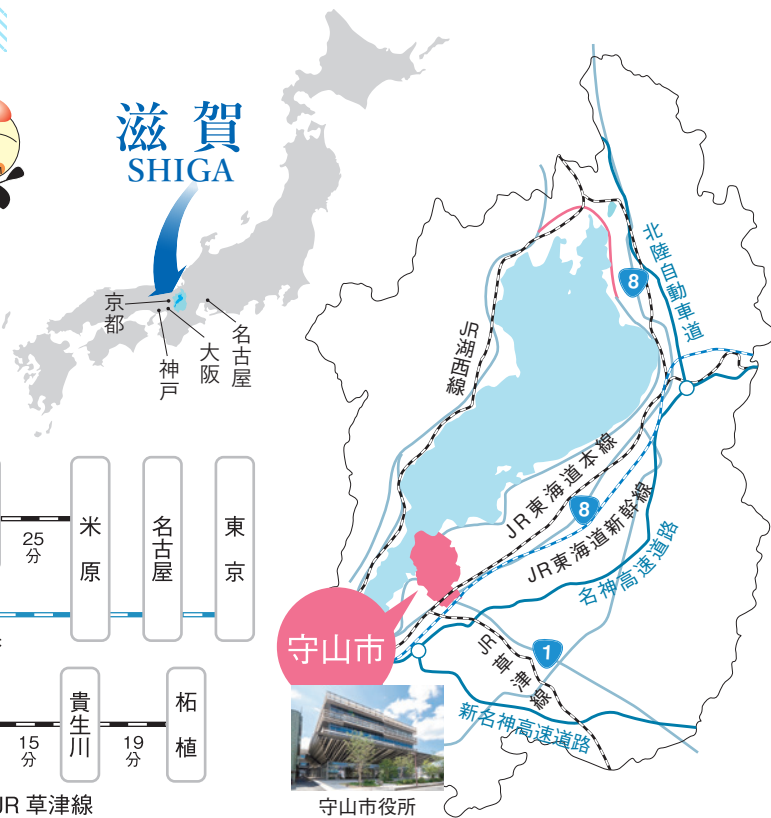 滋賀
SHIGA
京都
神戸
大阪
名古屋
北陸自動車道
8
JR湖西線
JR東海道本線
8
JR東海道新幹線
名神高速道路
守山市
JR草津線
1
新名神高速道路
守山市役所
25分
米原
名古屋
東京
15分
貴生川
19分
柘植
JR 草津線